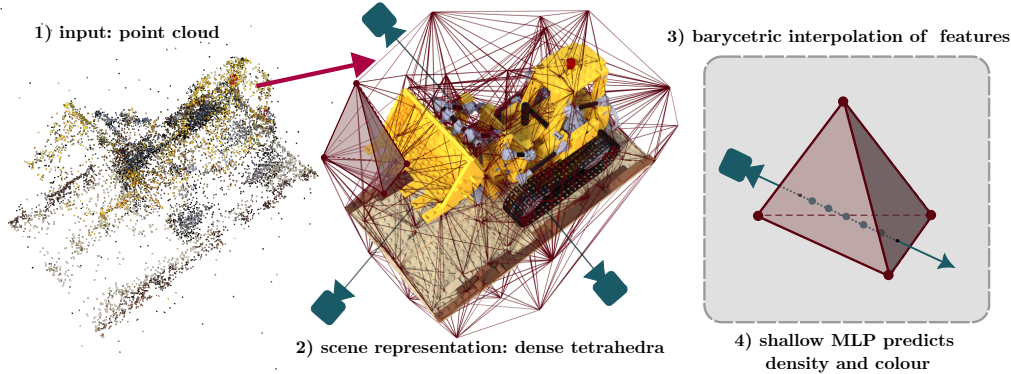 1) input: point cloud
2) scene representation: dense tetrahedra
3) barycetric interpolation of features
4) shallow MLP predicts
density and colour